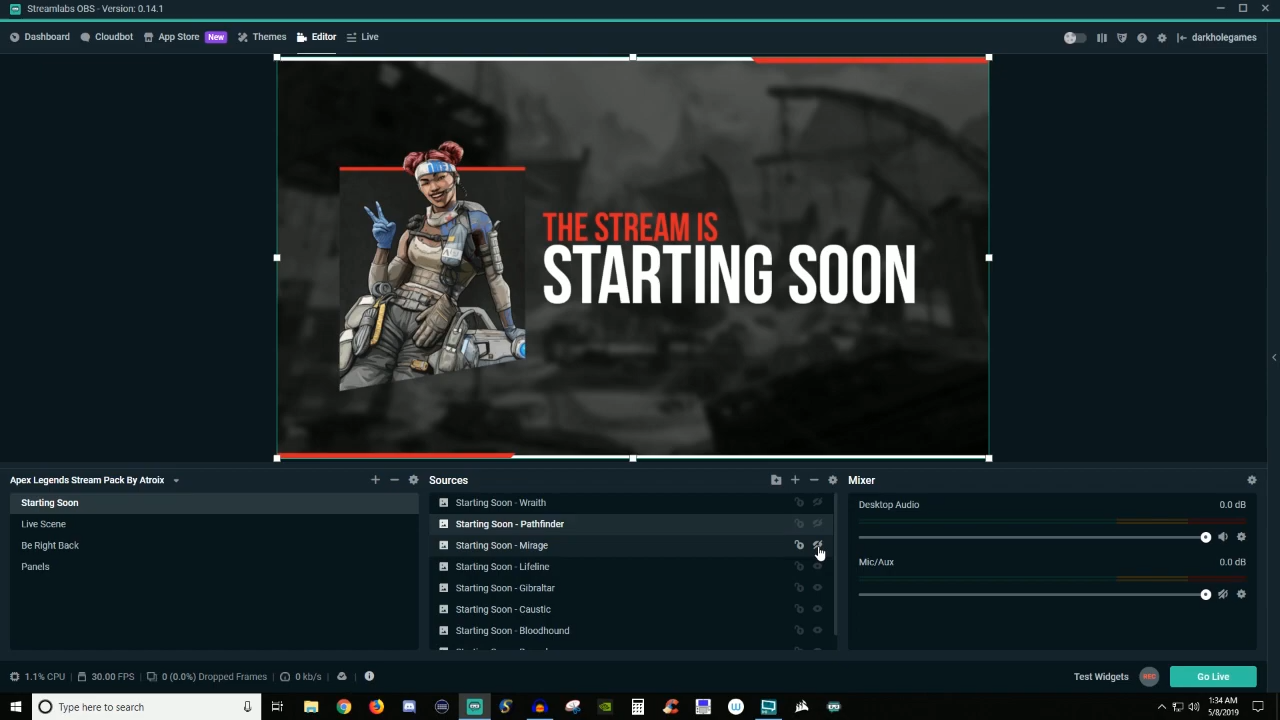 Streamlabs OBS - Version: 0.14.1
Dashboard
Cloudbot
App Store
New
Themes
Editor
Live
darkholegames
THE STREAM IS
STARTING SOON
Apex Legends Stream Pack By Atroix
Starting Soon
Live Scene
Be Right Back
Panels
Sources
Starting Soon - Wraith
Starting Soon - Pathfinder
Starting Soon - Mirage
Starting Soon - Lifeline
Starting Soon - Gibraltar
Starting Soon - Caustic
Starting Soon - Bloodhound
Mixer
Desktop Audio
0.0 dB
Mic/Aux
0.0 dB
1.1% CPU
30.00 FPS
0 (0.0%) Dropped Frames
0 kb/s
Test Widgets
REC
Go Live
Type here to search
1:34 AM
5/8/2019